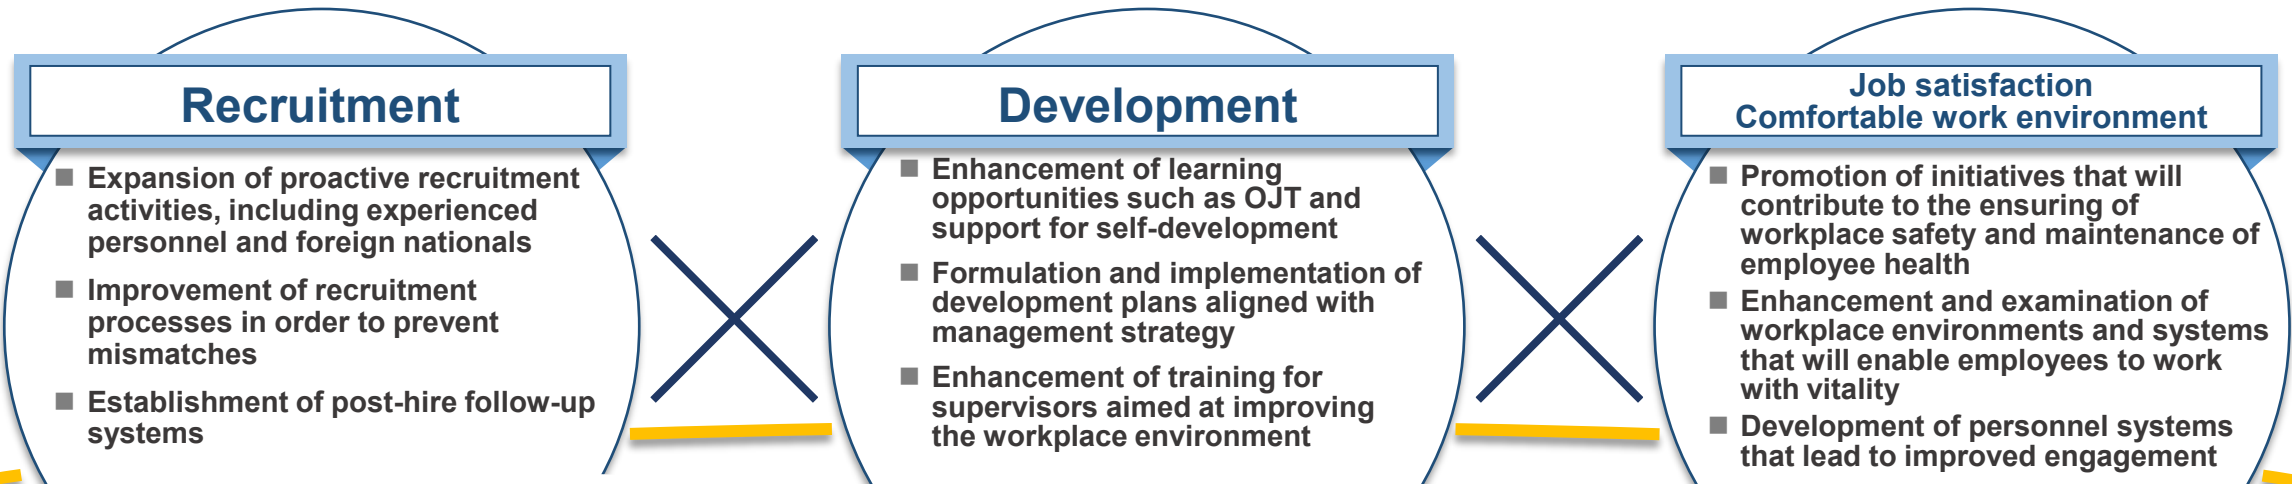 Recruitment
■ Expansion of proactive recruitment
activities, including experienced
personnel and foreign nationals
■ Improvement of recruitment
processes in order to prevent
mismatches
■ Establishment of post-hire follow-up
systems
Development
■ Enhancement of learning
opportunities such as OJT and
support for self-development
■ Formulation and implementation of
development plans aligned with
management strategy
■ Enhancement of training for
supervisors aimed at improving
the workplace environment
Job satisfaction
Comfortable work environment
■ Promotion of initiatives that will
contribute to the ensuring of
workplace safety and maintenance of
employee health
■ Enhancement and examination of
workplace environments and systems
that will enable employees to work
with vitality
■ Development of personnel systems
that lead to improved engagement